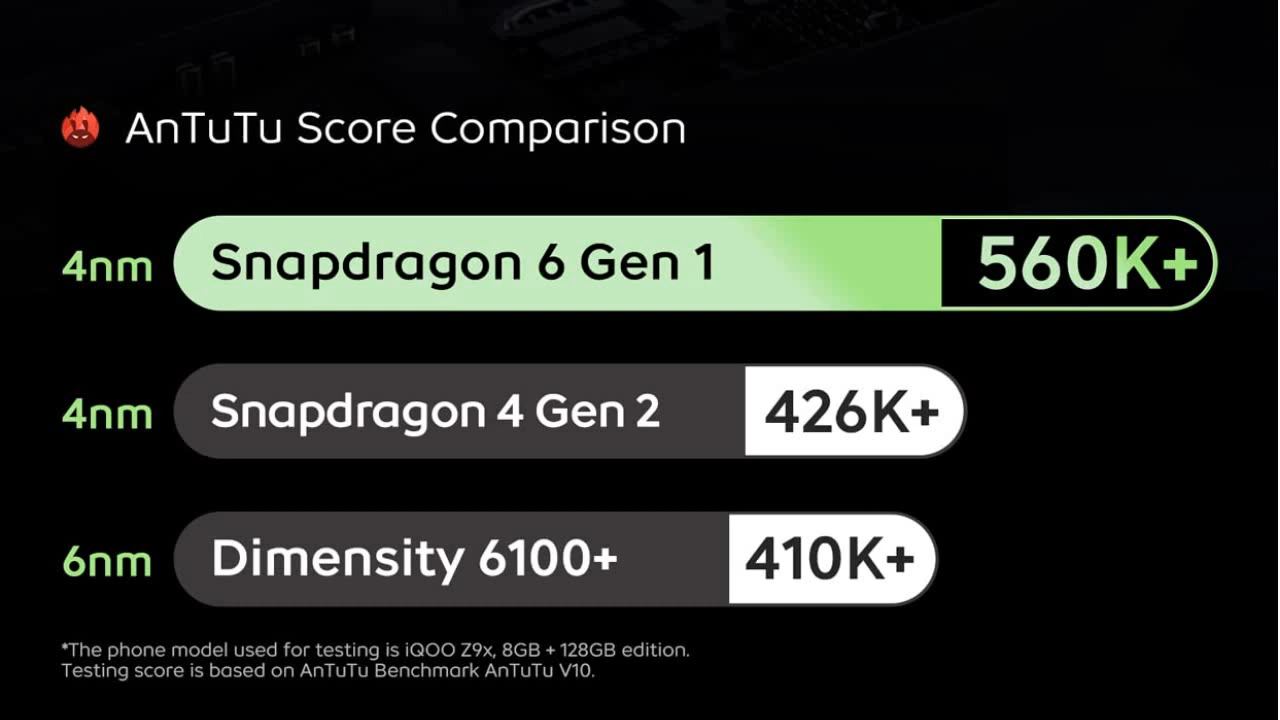 AnTuTu Score Comparison
4nm Snapdragon 6 Gen 1 560K+
4nm Snapdragon 4 Gen 2 426K+
6nm Dimensity 6100+ 410K+
*The phone model used for testing is iQOO Z9x, 8GB + 128GB edition.
Testing score is based on AnTuTu Benchmark AnTuTu V10.